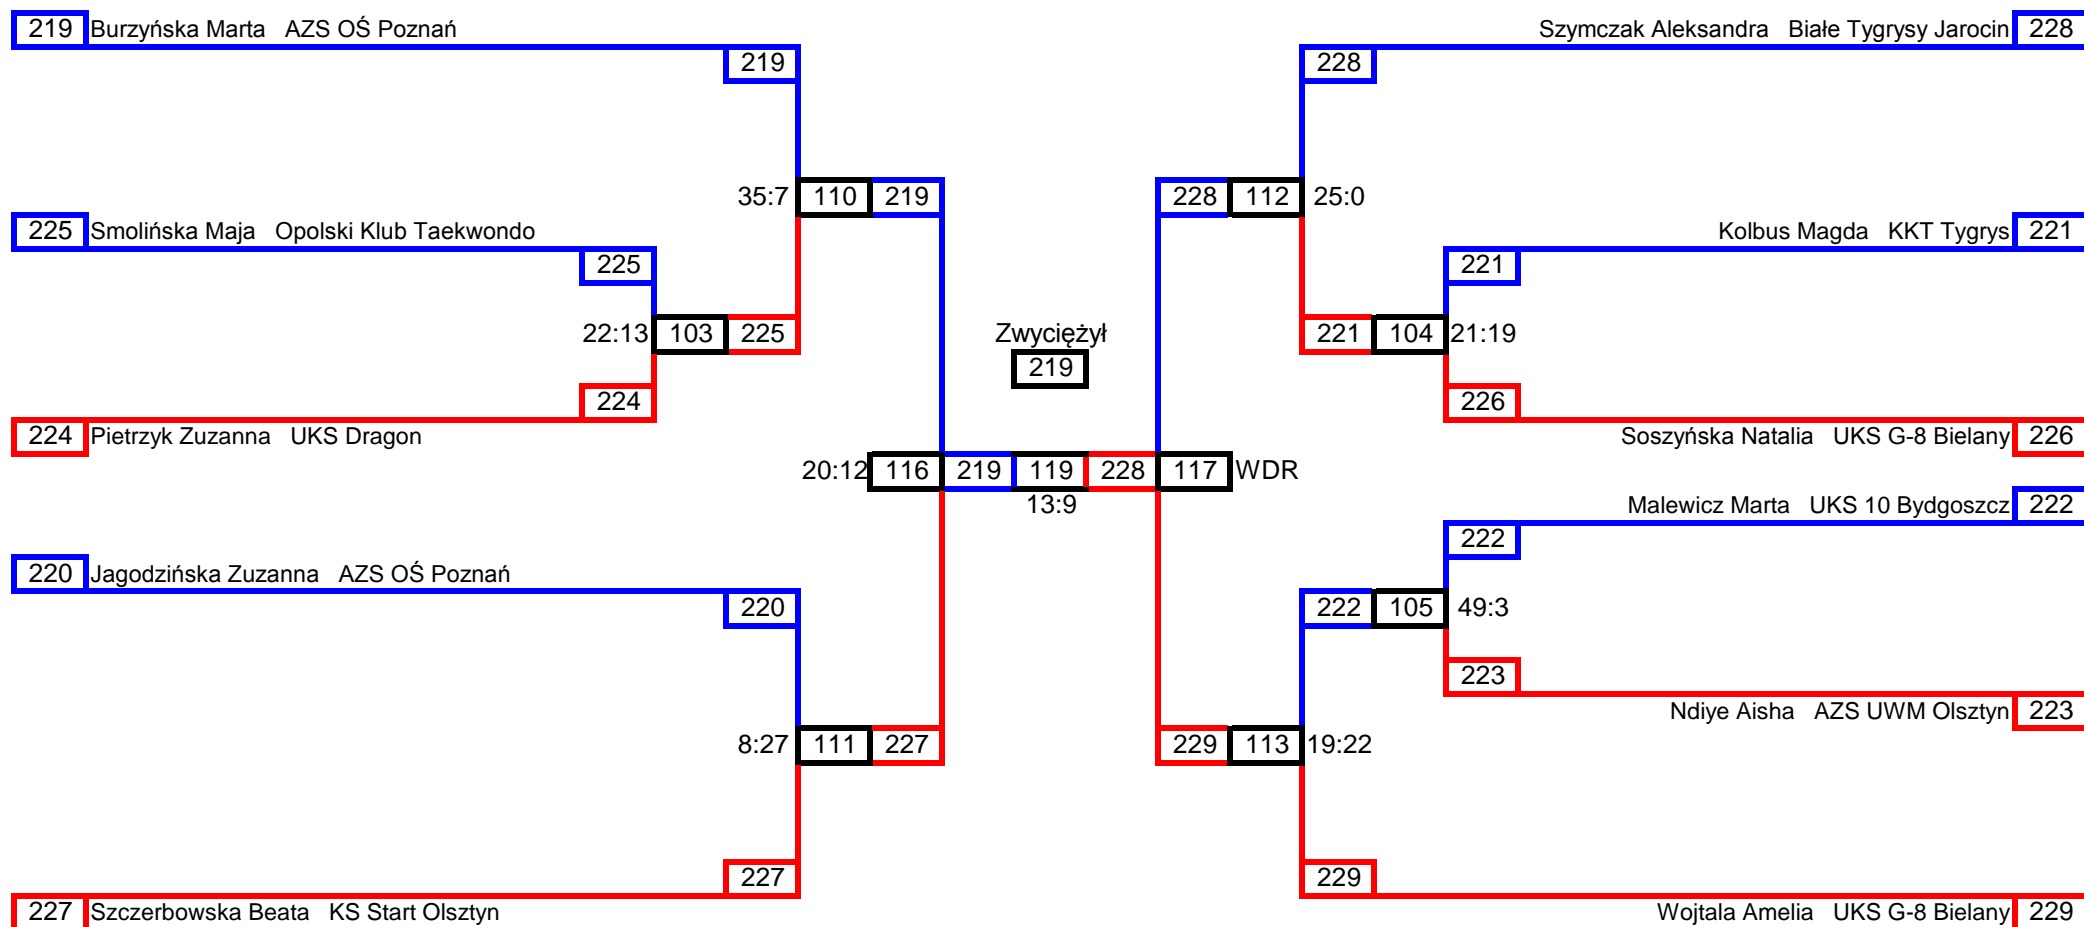 219 Burzyńska Marta AZS OŚ Poznań Szymczak Aleksandra Białe Tygrysy Jarocin 228
219 228
35:7 110 219 228 112 25:0
225 Smolińska Maja Opolski Klub Taekwondo Kolbus Magda KKT Tygrys 221
225 221
22:13 103 225 Zwyciężył 221 104 21:19
219
224 226
224 Pietrzyk Zuzanna UKS Dragon Soszyńska Natalia UKS G-8 Bielany 226
20:12 116 219 119 228 117 WDR
13:9 Malewicz Marta UKS 10 Bydgoszcz 222
222
220 Jagodzińska Zuzanna AZS OŚ Poznań
220 222 105 49:3
223
Ndiye Aisha AZS UWM Olsztyn 223
8:27 111 227 229 113 19:22
227 229
227 Szczerbowska Beata KS Start Olsztyn Wojtala Amelia UKS G-8 Bielany 229